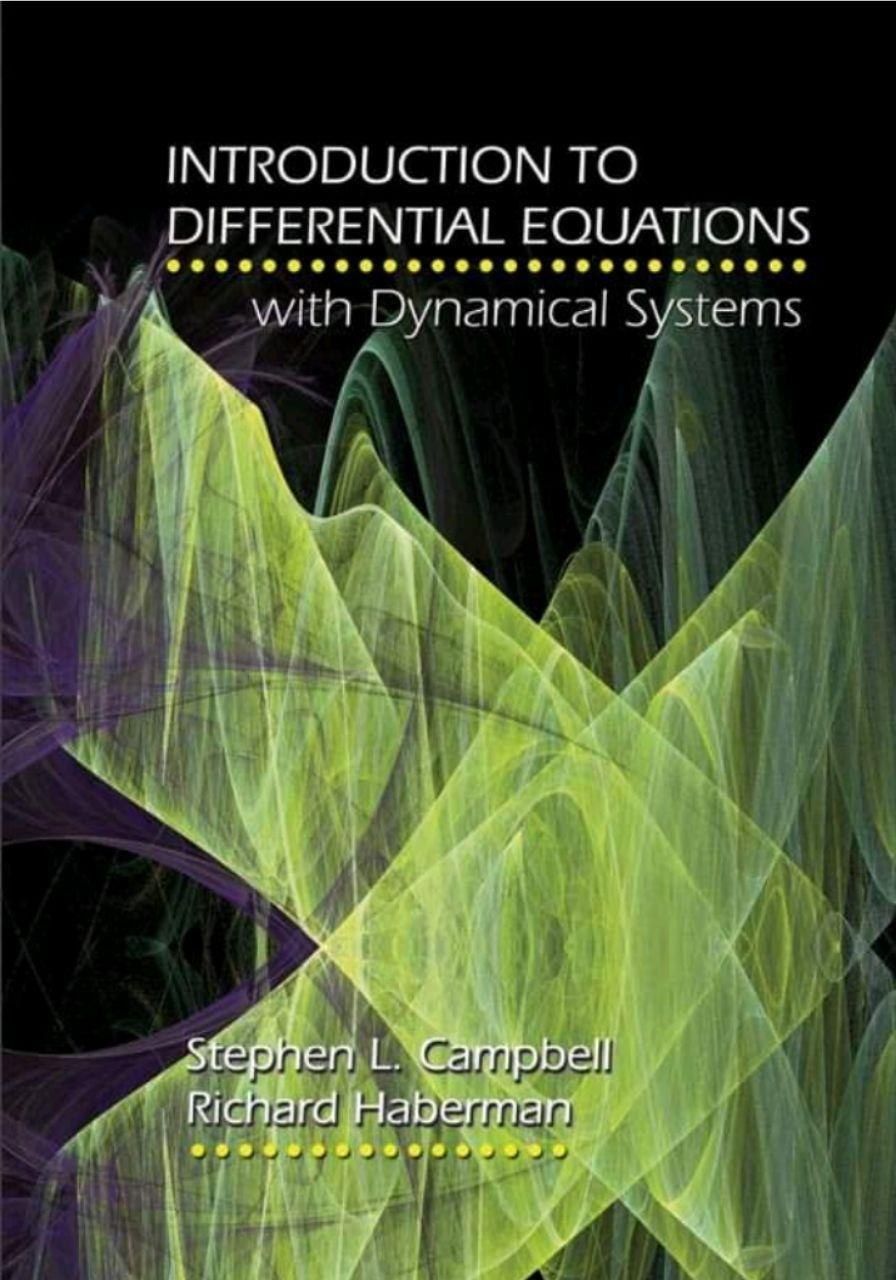 INTRODUCTION TO
DIFFERENTIAL EQUATIONS
with Dynamical Systems
Stephen L. Campbell
Richard Haberman